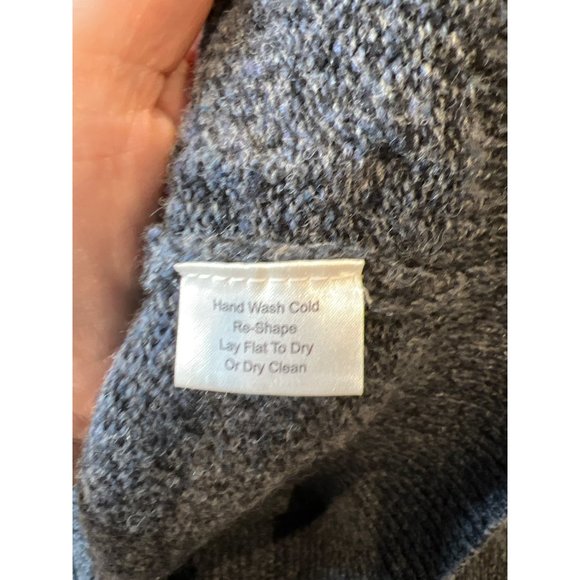 Hand Wash Cold
Re-Shape
Lay Flat To Dry
Or Dry Clean